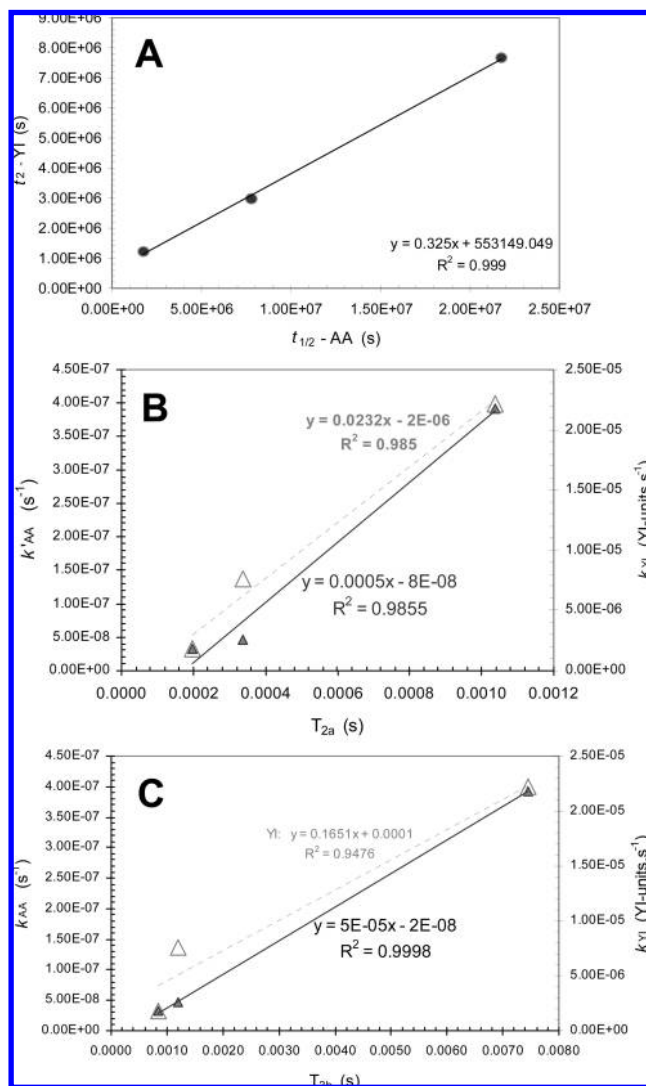 9.00E+06
A
8.00E+06
7.00E+06
6.00E+06
5.00E+06
4.00E+06
3.00E+06
2.00E+06
1.00E+06
0.00E+00
t2 - YI (s)
y = 0.325x + 553149.049
R² = 0.999
0.00E+00 5.00E+06 1.00E+07 1.50E+07 2.00E+07 2.50E+07
t1/2 - AA (s)
B
4.50E-07
4.00E-07
3.50E-07
3.00E-07
2.50E-07
2.00E-07
1.50E-07
1.00E-07
5.00E-08
0.00E+00
k'AA (s-1)
y = 0.0232x - 2E-06
R² = 0.985
y = 0.0005x - 8E-08
R² = 0.9855
2.50E-05
2.00E-05
1.50E-05
1.00E-05
5.00E-06
0.00E+00
(YI-units.s-1)
0.0000 0.0002 0.0004 0.0006 0.0008 0.0010 0.0012
T2a (s)
C
4.50E-07
4.00E-07
3.50E-07
3.00E-07
2.50E-07
2.00E-07
1.50E-07
1.00E-07
5.00E-08
0.00E+00
kAA (s-1)
YI: y = 0.1651x + 0.0001
R² = 0.9476
y = 5E-05x - 2E-08
R² = 0.9998
2.50E-05
2.00E-05
1.50E-05
1.00E-05
5.00E-06
0.00E+00
kYI (YI-units.s-1)
0.0000 0.0010 0.0020 0.0030 0.0040 0.0050 0.0060 0.0070 0.0080
(s)